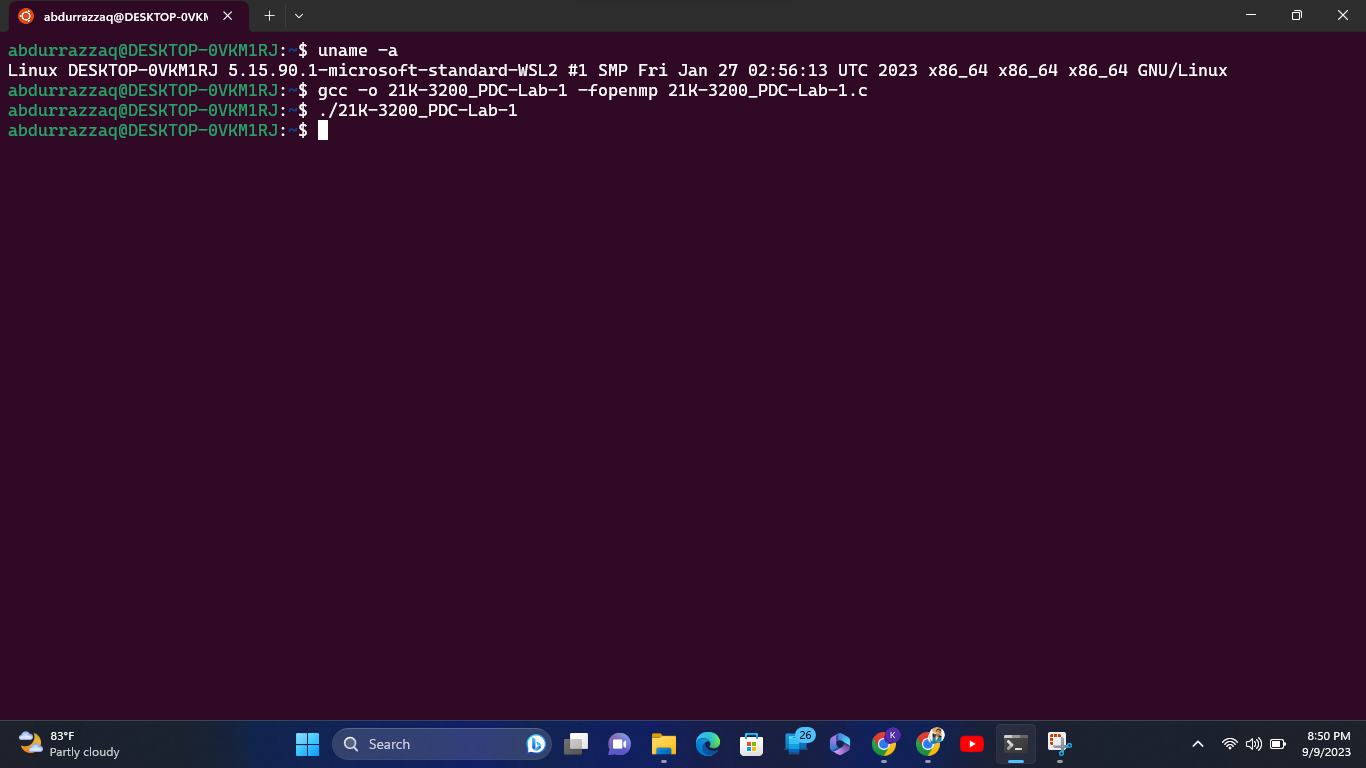 abdurrazzaq@DESKTOP-0VKM
abdurrazzaq@DESKTOP-0VKM1RJ:~$ uname -a
Linux DESKTOP-0VKM1RJ 5.15.90.1-microsoft-standard-WSL2 #1 SMP Fri Jan 27 02:56:13 UTC 2023 x86_64 x86_64 x86_64 GNU/Linux
abdurrazzaq@DESKTOP-0VKM1RJ:~$ gcc -o 21K-3200_PDC-Lab-1 -fopenmp 21K-3200_PDC-Lab-1.c
abdurrazzaq@DESKTOP-0VKM1RJ:~$ ./21K-3200_PDC-Lab-1
abdurrazzaq@DESKTOP-0VKM1RJ:~$
83°F
Partly cloudy
Search
26
K
8:50 PM
9/9/2023